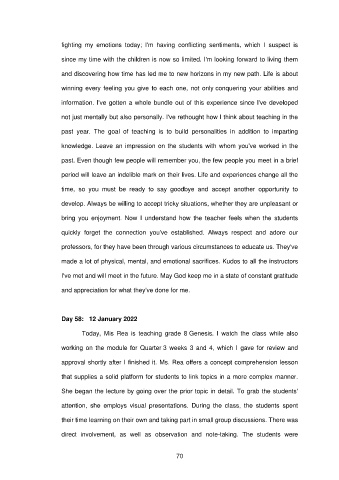 fighting my emotions today; I'm having conflicting sentiments, which I suspect is
since my time with the children is now so limited. I'm looking forward to living them
and discovering how time has led me to new horizons in my new path. Life is about
winning every feeling you give to each one, not only conquering your abilities and
information. I've gotten a whole bundle out of this experience since I've developed
not just mentally but also personally. I've rethought how I think about teaching in the
past year. The goal of teaching is to build personalities in addition to imparting
knowledge. Leave an impression on the students with whom you've worked in the
past. Even though few people will remember you, the few people you meet in a brief
period will leave an indelible mark on their lives. Life and experiences change all the
time, so you must be ready to say goodbye and accept another opportunity to
develop. Always be willing to accept tricky situations, whether they are unpleasant or
bring you enjoyment. Now I understand how the teacher feels when the students
quickly forget the connection you've established. Always respect and adore our
professors, for they have been through various circumstances to educate us. They've
made a lot of physical, mental, and emotional sacrifices. Kudos to all the instructors
I've met and will meet in the future. May God keep me in a state of constant gratitude
and appreciation for what they've done for me.
Day 58: 12 January 2022
Today, Mis Rea is teaching grade 8 Genesis. I watch the class while also
working on the module for Quarter 3 weeks 3 and 4, which I gave for review and
approval shortly after I finished it. Ms. Rea offers a concept comprehension lesson
that supplies a solid platform for students to link topics in a more complex manner.
She began the lecture by going over the prior topic in detail. To grab the students'
attention, she employs visual presentations. During the class, the students spent
their time learning on their own and taking part in small group discussions. There was
direct involvement, as well as observation and note-taking. The students were
70